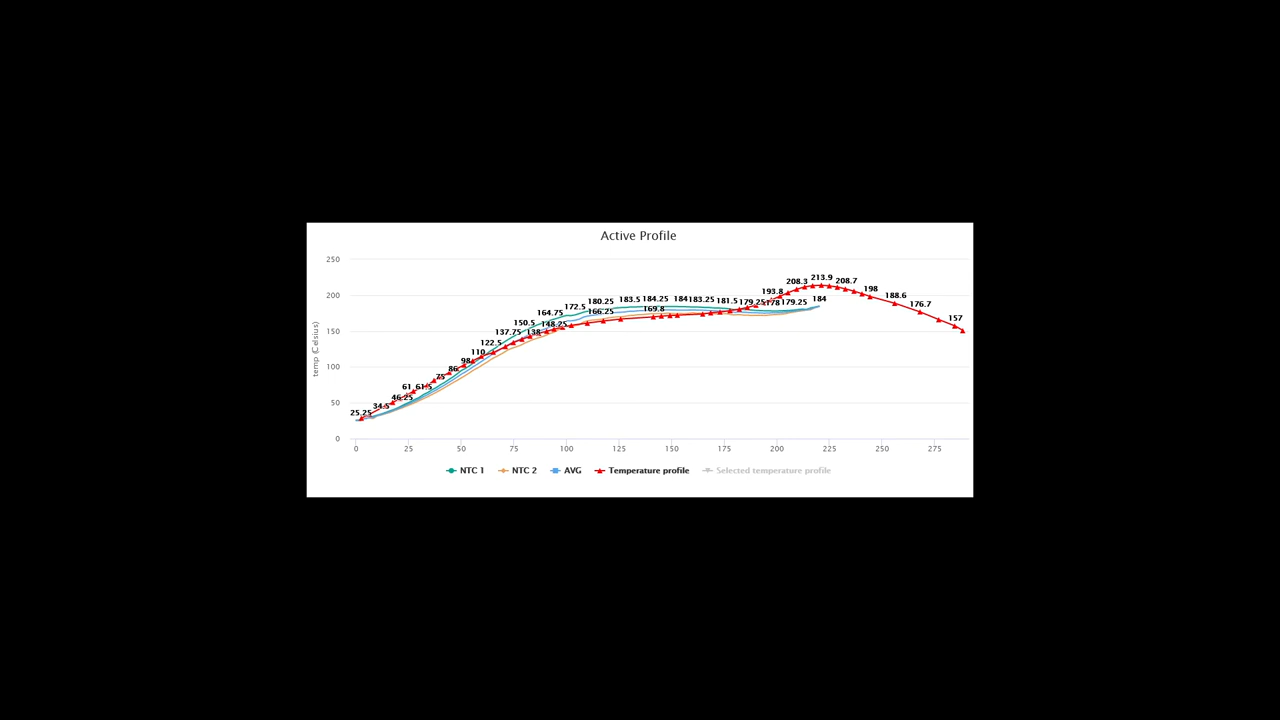 Active Profile
250
200
150
100
50
0
temp (Celsius)
25.25 34.5 46.25 61 61.5 75 86 98 110 122.5 137.75 138 150.5 148.25 164.75 172.5 180.25 166.25 183.5 184.25 169.8 184 183.25 181.5 179.25 178 179.25 193.8 208.3 213.9 184 208.7 198 188.6 176.7 157
0 25 50 75 100 125 150 175 200 225 250 275
NTC 1 NTC 2 AVG Temperature profile Selected temperature profile